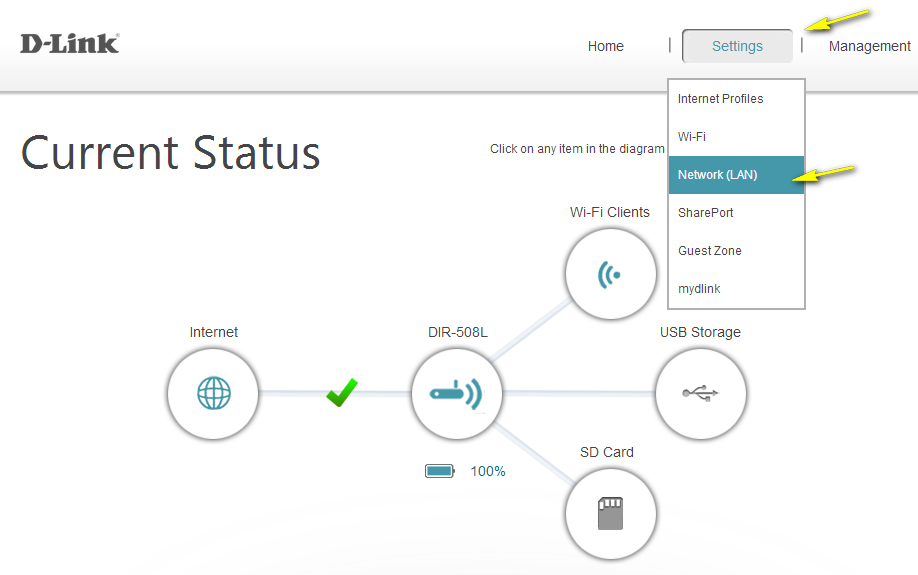 D-Link
Home | Settings | Management
Internet Profiles
Wi-Fi
Network (LAN)
SharePort
Guest Zone
mydlink
Current Status
Click on any item in the diagram
Wi-Fi Clients
Internet
DIR-508L
USB Storage
100%
SD Card